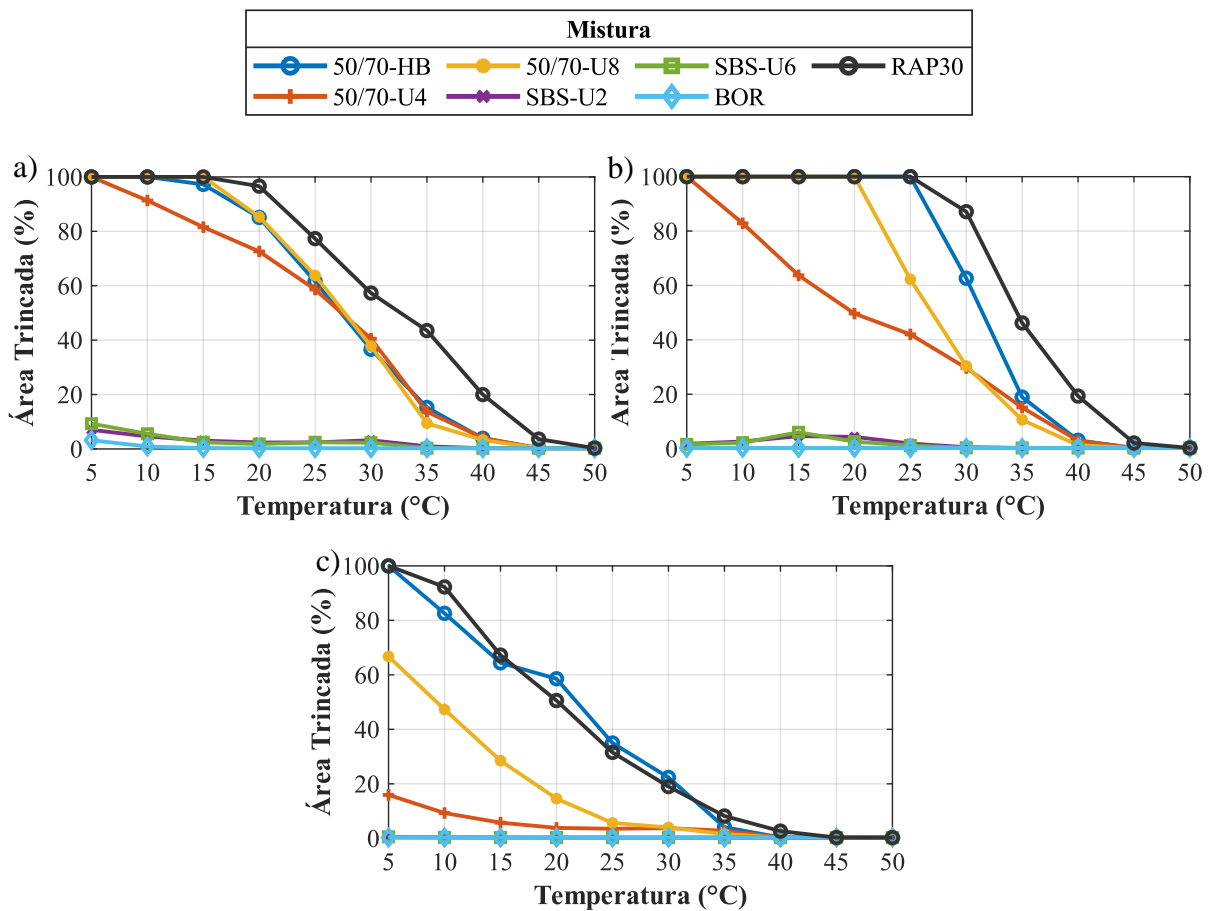 Mistura
50/70-HB 50/70-U8 SBS-U6 RAP30
50/70-U4 SBS-U2 BOR
a)
100
80
60
40
20
0
5 10 15 20 25 30 35 40 45 50
Área Trincada (%)
Temperatura (°C)
b)
100
80
60
40
20
0
5 10 15 20 25 30 35 40 45 50
Área Trincada (%)
Temperatura (°C)
c)
100
80
60
40
20
0
5 10 15 20 25 30 35 40 45 50
Área Trincada (%)
Temperatura (°C)